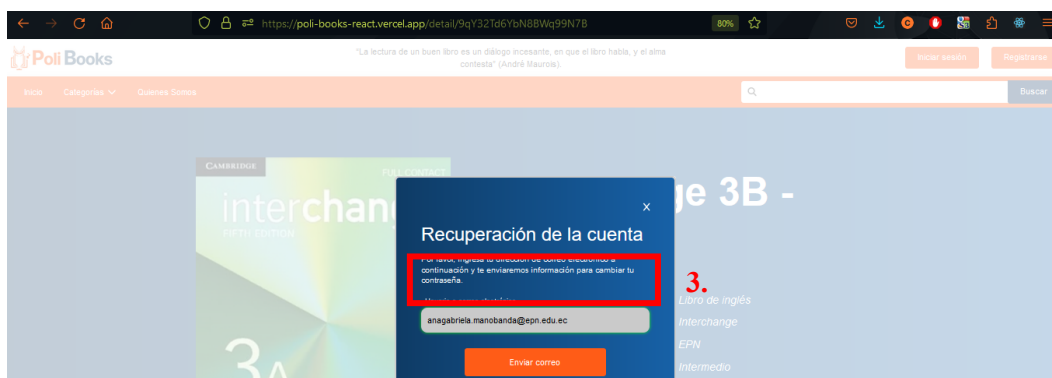 https://poli-books-react.vercel.app/detail/9qY32Td6YbN8BWq99N7B
80%
Poli Books
"La lectura de un buen libro es un diálogo incesante, en que el libro habla, y el alma
contesta" (André Maurois).
Iniciar sesión
Registrarse
Inicio
Categorías
Quienes Somos
Buscar
CAMBRIDGE
FULL CONTACT
interchan
FIFTH EDITION
ge 3B -
x
Recuperación de la cuenta
Por favor, ingresa tu dirección de correo electrónico a
continuación y te enviaremos información para cambiar tu
contraseña.
3.
Libro de inglés
anagabriela.manobanda@epn.edu.ec
Interchange
EPN
3A
Enviar correo
Intermedio